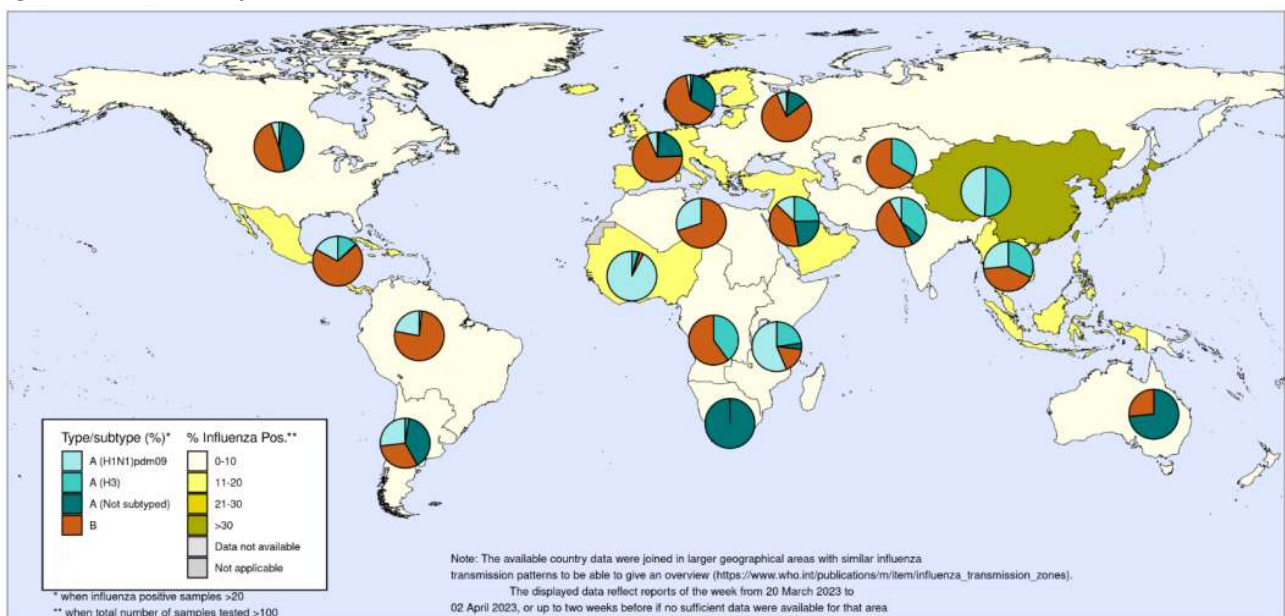 Type/subtype (%)*
A (H1N1)pdm09
A (H3)
A (Not subtyped)
B
% Influenza Pos.**
0-10
11-20
21-30
>30
Data not available
Not applicable
* when influenza positive samples >20
** when total number of samples tested >100
Note: The available country data were joined in larger geographical areas with similar influenza
transmission patterns to be able to give an overview (https://www.who.int/publications/m/item/influenza_transmission_zones).
The displayed data reflect reports of the week from 20 March 2023 to
02 April 2023, or up to two weeks before if no sufficient data were available for that area